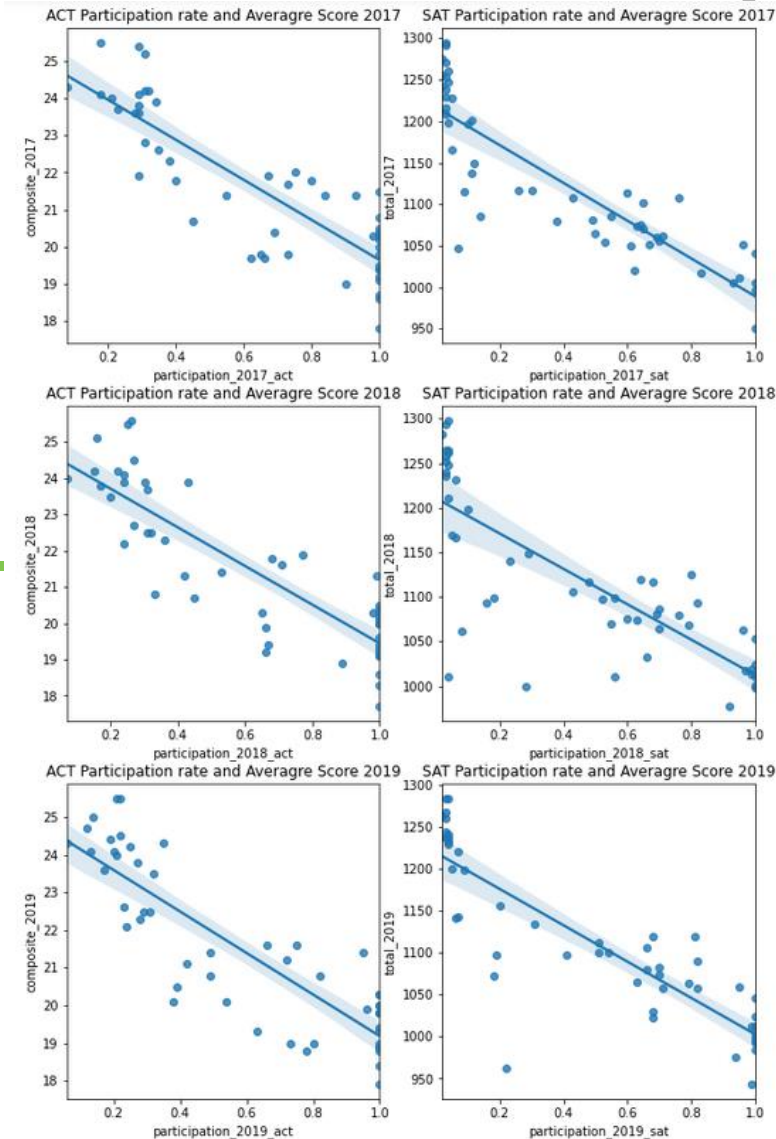 ACT Participation rate and Averagre Score 2017
25
24
23
22
21
20
19
18
composite_2017
0.2 0.4 0.6 0.8 1.0
participation_2017_act
SAT Participation rate and Averagre Score 2017
1300
1250
1200
1150
1100
1050
1000
950
total_2017
0.0 0.2 0.4 0.6 0.8 1.0
participation_2017_sat
ACT Participation rate and Averagre Score 2018
25
24
23
22
21
20
19
18
composite_2018
0.2 0.4 0.6 0.8 1.0
participation_2018_act
SAT Participation rate and Averagre Score 2018
1300
1250
1200
1150
1100
1050
1000
total_2018
0.2 0.4 0.6 0.8 1.0
participation_2018_sat
ACT Participation rate and Averagre Score 2019
25
24
23
22
21
20
19
18
composite_2019
0.2 0.4 0.6 0.8 1.0
participation_2019_act
SAT Participation rate and Averagre Score 2019
1300
1250
1200
1150
1100
1050
1000
950
total_2019
0.2 0.4 0.6 0.8 1.0
participation_2019_sat